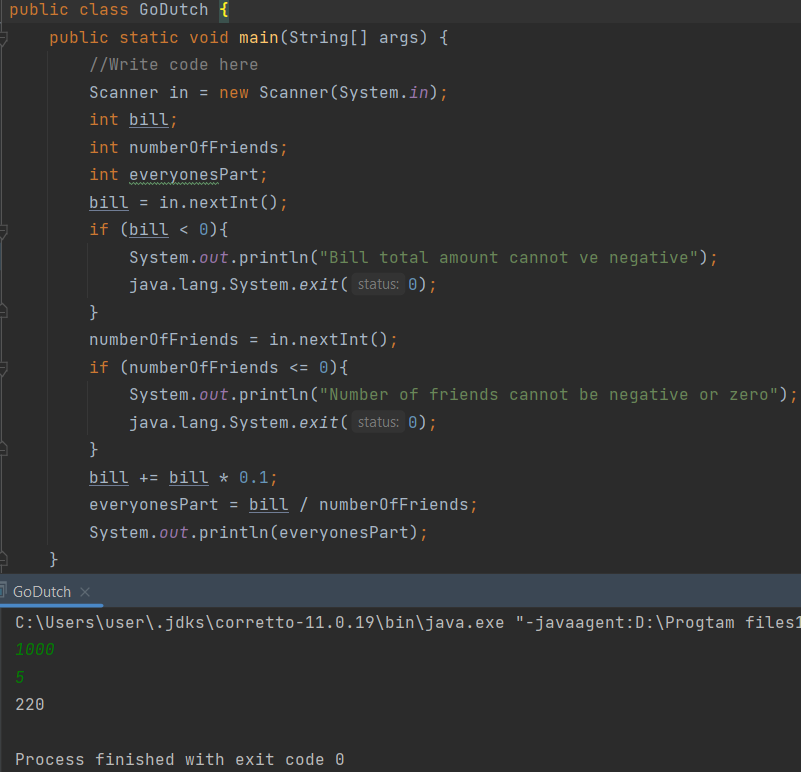 public class GoDutch {
public static void main(String[] args) {
//Write code here
Scanner in = new Scanner(System.in);
int bill;
int numberOfFriends;
int everyonesPart;
bill = in.nextInt();
if (bill < 0){
System.out.println("Bill total amount cannot ve negative");
java.lang.System.exit( status: 0);
}
numberOfFriends = in.nextInt();
if (numberOfFriends <= 0){
System.out.println("Number of friends cannot be negative or zero");
java.lang.System.exit( status: 0);
}
bill += bill * 0.1;
everyonesPart = bill / numberOfFriends;
System.out.println(everyonesPart);
}
GoDutch ×
C:\Users\user\.jdks\corretto-11.0.19\bin\java.exe "-javaagent:D:\Progtam files1
1000
5
220
Process finished with exit code 0